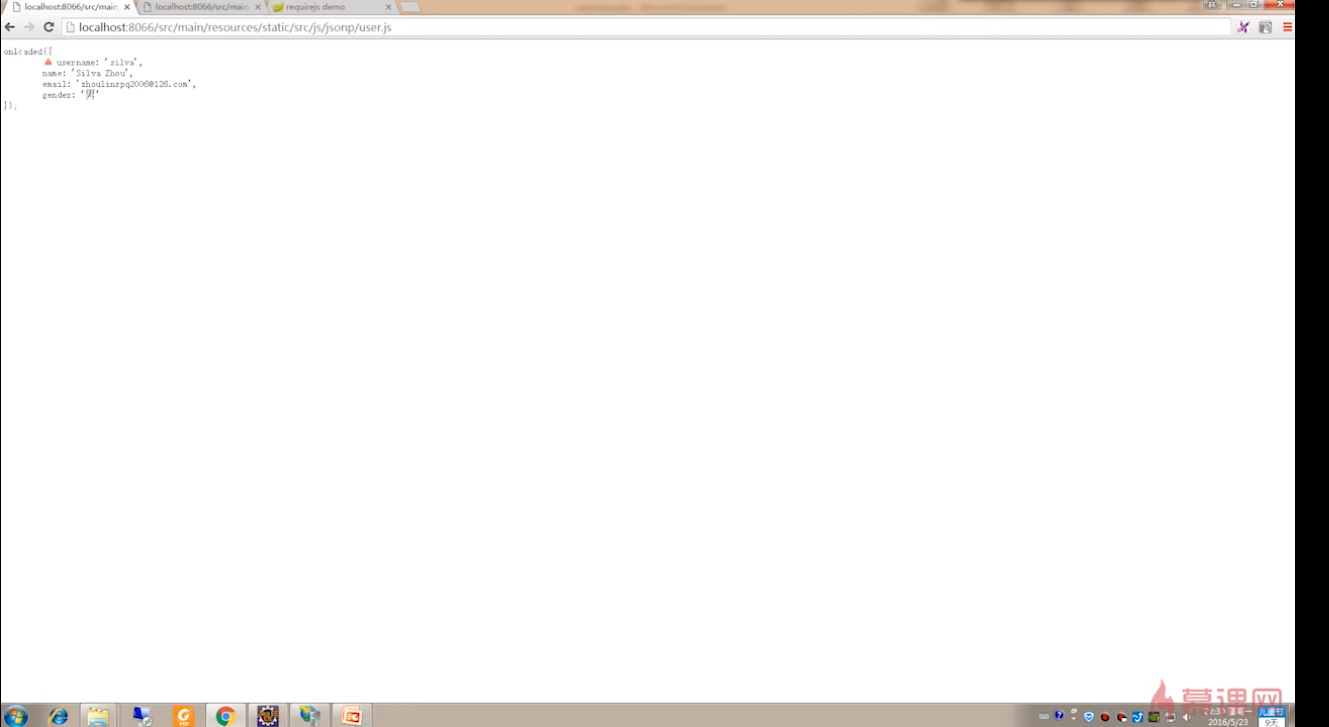 localhost:8066/src/main, localhost:8066/src/main requirejs demo
localhost:8066/src/main/resources/static/src/js/jsonp/user.js
onloaded({
username: 'silva',
name: 'Silva Zhou',
email: 'zhoulinrpq2006@126.com',
gender: '男'
});
慕课网
星期一 儿童节
2016/5/23 9天